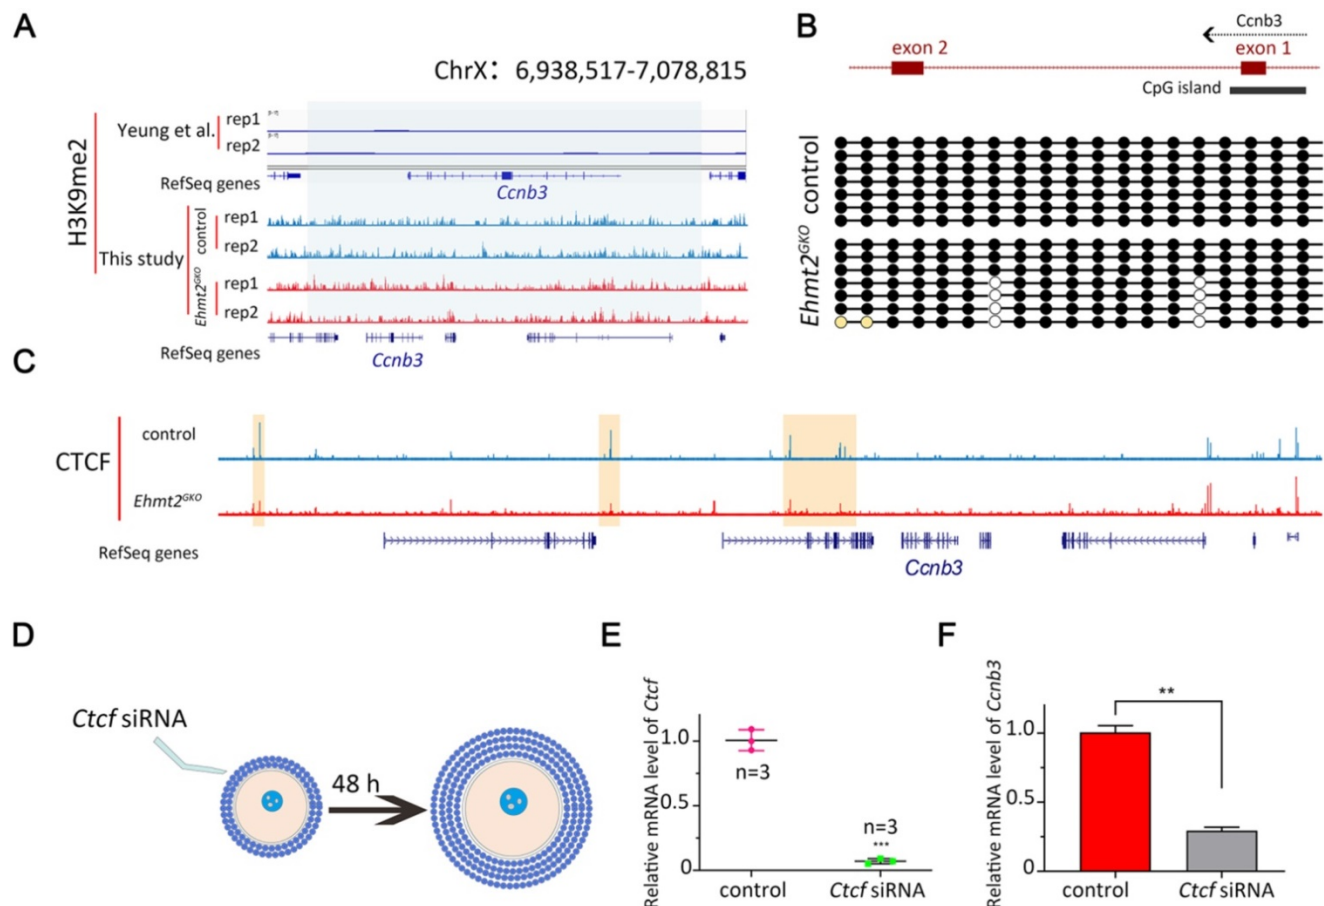 A
ChrX: 6,938,517-7,078,815
H3K9me2
Yeung et al.
rep1
rep2
RefSeq genes
Ccnb3
This study
control
rep1
rep2
Ehmt2GKO
rep1
rep2
RefSeq genes
Ccnb3
B
Ccnb3
exon 2
exon 1
CpG island
control
Ehmt2GKO
C
CTCF
control
Ehmt2GKO
RefSeq genes
Ccnb3
D
Ctcf siRNA
48 h
E
Relative mRNA level of Ctcf
1.0
0.5
0
n=3
n=3
***
control
Ctcf siRNA
F
Relative mRNA level of Ccnb3
1.0
0.5
0
**
control
Ctcf siRNA